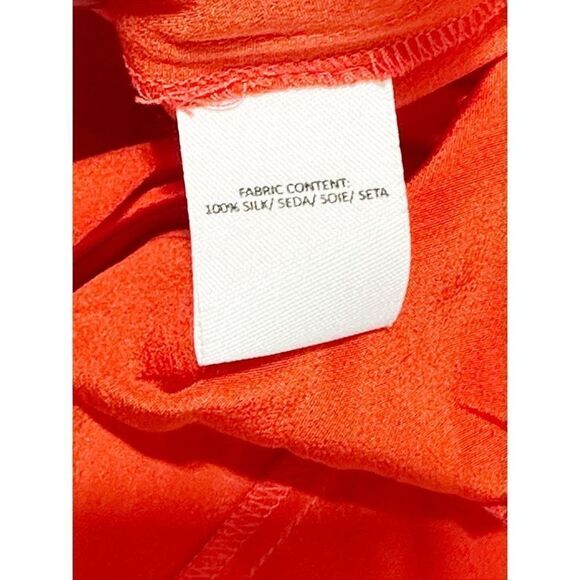 FABRIC CONTENT:
100% SILK/ SEDA/ SOIE/ SETA